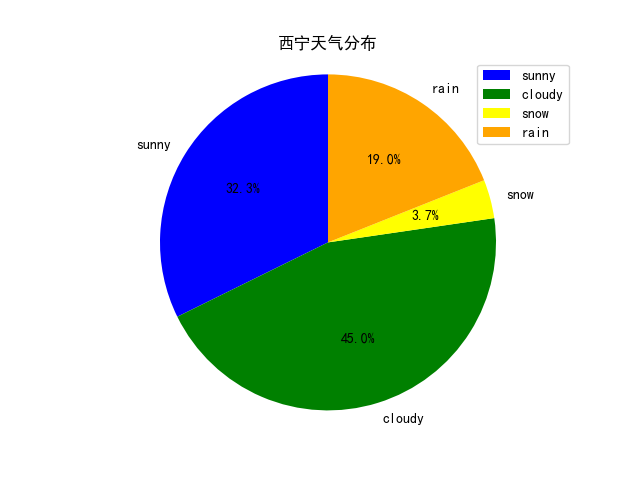 西宁天气分布
sunny
cloudy
snow
rain
rain
sunny
32.3%
19.0%
snow
3.7%
45.0%
cloudy